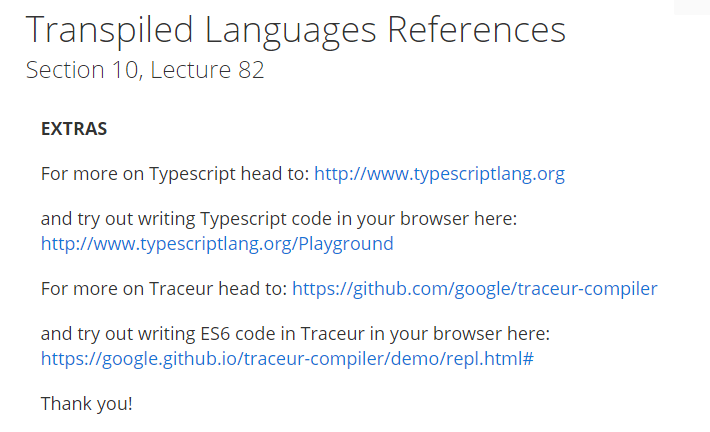 Transpiled Languages References
Section 10, Lecture 82
EXTRAS
For more on Typescript head to: http://www.typescriptlang.org
and try out writing Typescript code in your browser here:
http://www.typescriptlang.org/Playground
For more on Traceur head to: https://github.com/google/traceur-compiler
and try out writing ES6 code in Traceur in your browser here:
https://google.github.io/traceur-compiler/demo/repl.html#
Thank you!